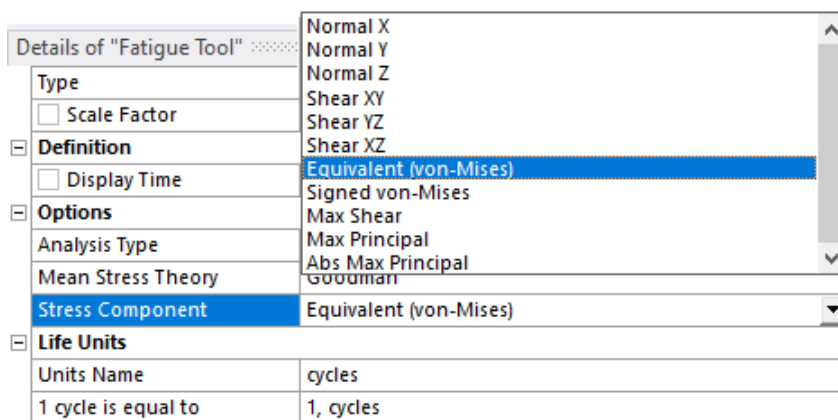 Details of "Fatigue Tool"
Type
Scale Factor
Definition
Display Time
Options
Analysis Type
Mean Stress Theory
Goodman
Stress Component
Equivalent (von-Mises)
Life Units
Units Name
cycles
1 cycle is equal to
1, cycles
Normal X
Normal Y
Normal Z
Shear XY
Shear YZ
Shear XZ
Equivalent (von-Mises)
Signed von-Mises
Max Shear
Max Principal
Abs Max Principal